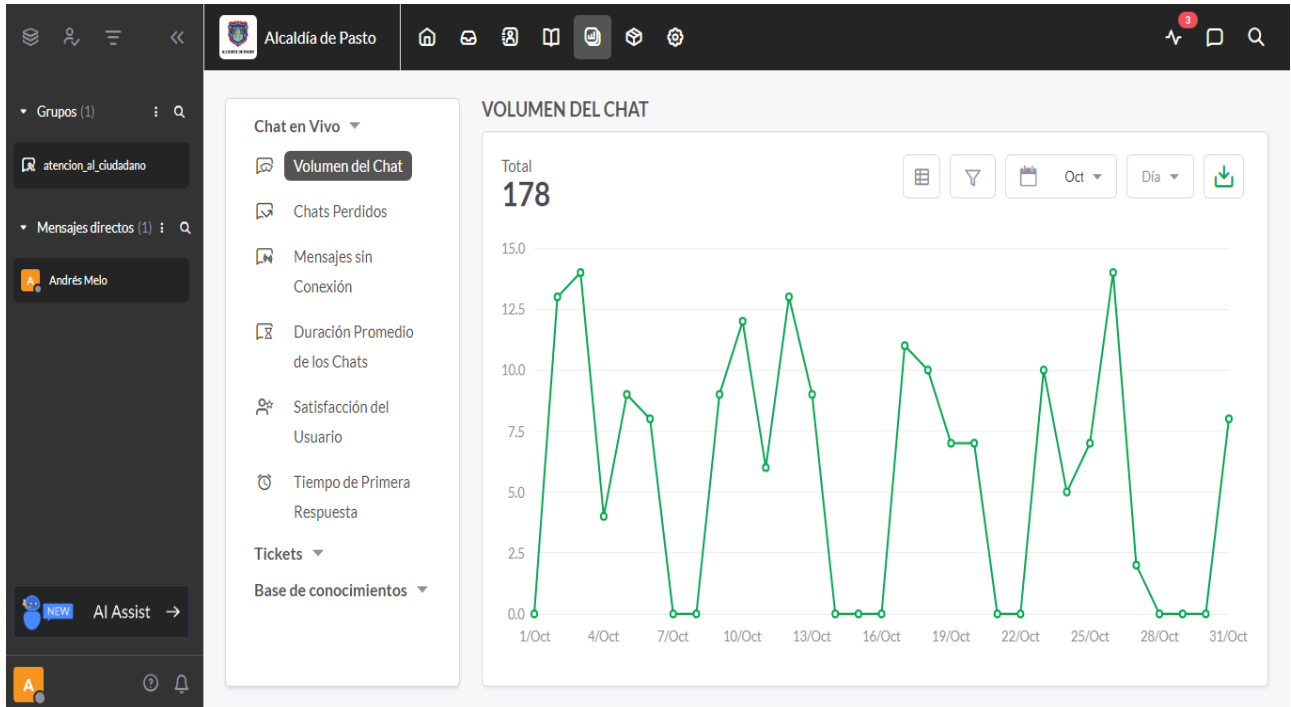 Alcaldía de Pasto
3
Grupos (1)
atencion_al_ciudadano
Mensajes directos (1)
A
Andrés Melo
NEW
AI Assist
A
Chat en Vivo
Volumen del Chat
Chats Perdidos
Mensajes sin
Conexión
Duración Promedio
de los Chats
Satisfacción del
Usuario
Tiempo de Primera
Respuesta
Tickets
Base de conocimientos
VOLUMEN DEL CHAT
Total
178
Oct
Día
15.0
12.5
10.0
7.5
5.0
2.5
0.0
1/Oct 4/Oct 7/Oct 10/Oct 13/Oct 16/Oct 19/Oct 22/Oct 25/Oct 28/Oct 31/Oct